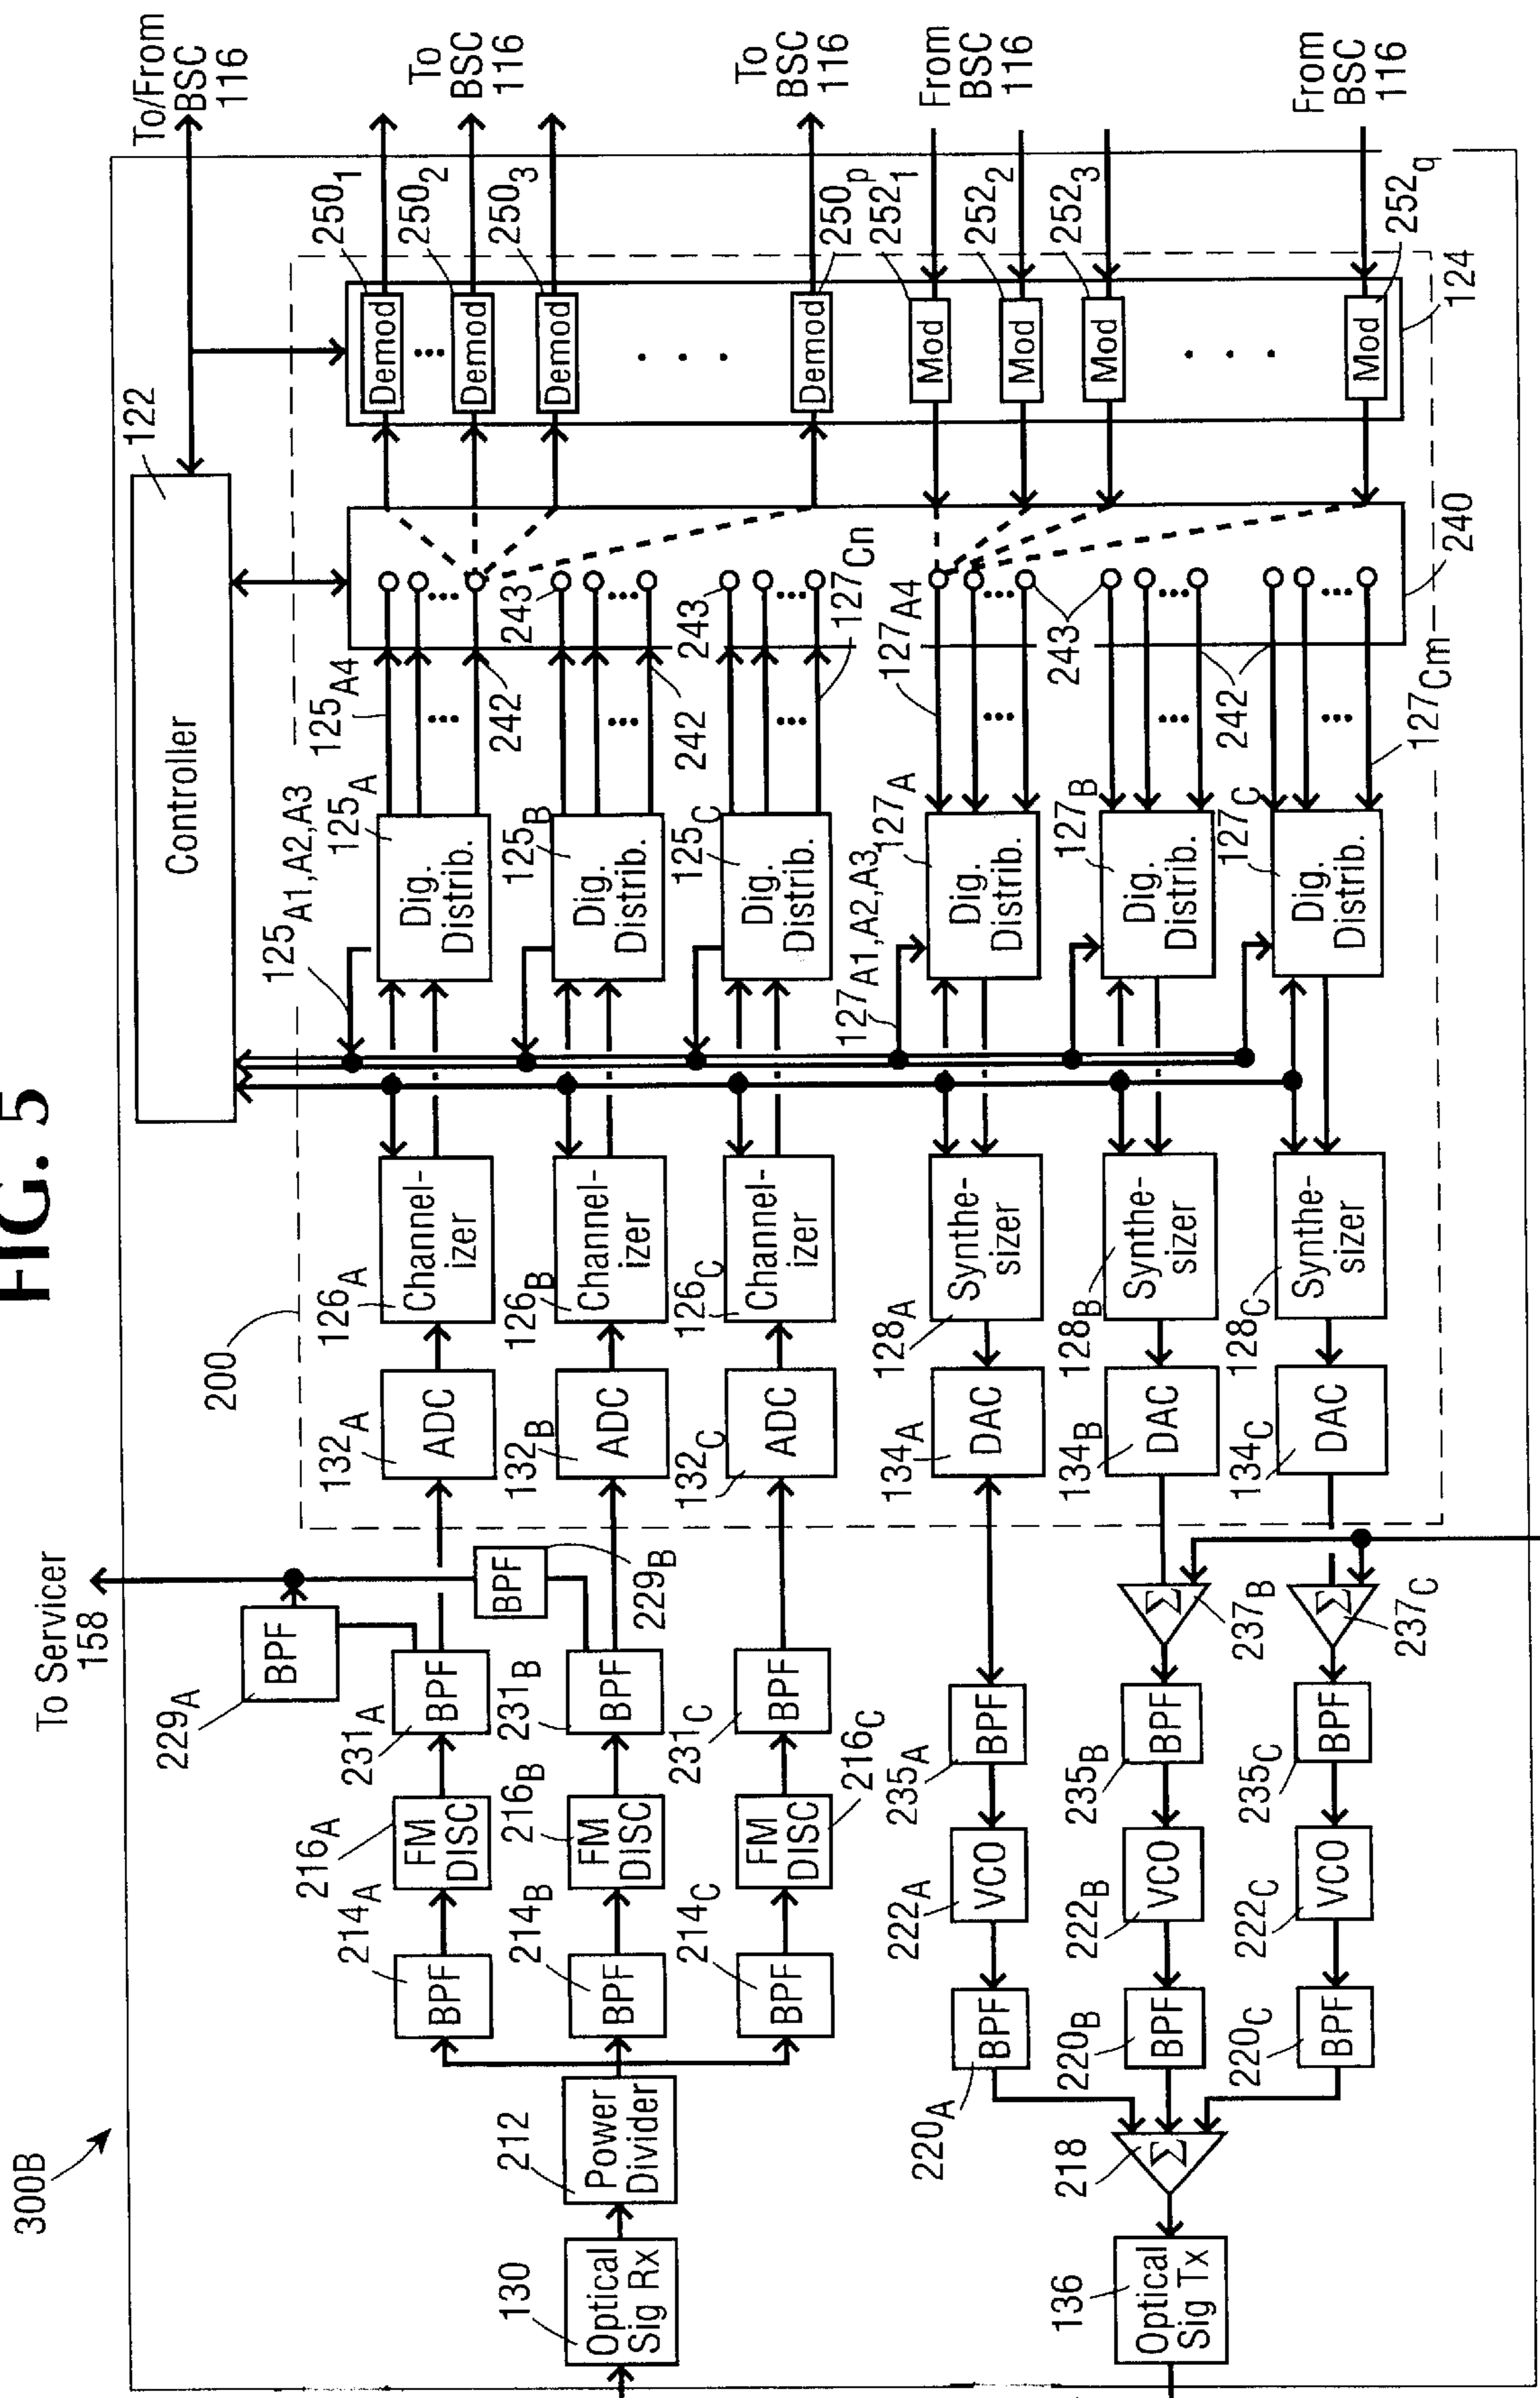 FIG. 5
300B
To Servicer
158
To/From
BSC
116
Controller
122
200
130
Optical
Sig Rx
212
Power
Divider
214A
BPF
216A
FM
DISC
231A
BPF
229A
BPF
132A
ADC
126A
Channel-
izer
125A1,A2,A3
125A
Dig.
Distrib.
125A4
242
2501
Demod
2502
Demod
To
BSC
116
214B
BPF
216B
FM
DISC
231B
BPF
229B
BPF
132B
ADC
126B
Channel-
izer
125B
Dig.
Distrib.
242
243
2503
Demod
214C
BPF
216C
FM
DISC
231C
BPF
132C
ADC
126C
Channel-
izer
125C
Dig.
Distrib.
243
127Cn
250p
Demod
To
BSC
116
220A
BPF
222A
VCO
235A
BPF
134A
DAC
128A
Synthe-
sizer
127A1,A2,A3
127A
Dig.
Distrib.
127A4
2521
Mod
From
BSC
116
2522
Mod
136
Optical
Sig Tx
218
Σ
220B
BPF
222B
VCO
235B
BPF
237B
Σ
134B
DAC
128B
Synthe-
sizer
127B
Dig.
Distrib.
243
242
2523
Mod
220C
BPF
222C
VCO
235C
BPF
237C
Σ
134C
DAC
128C
Synthe-
sizer
127C
Dig.
Distrib.
127Cm
240
252q
Mod
124
From
BSC
116